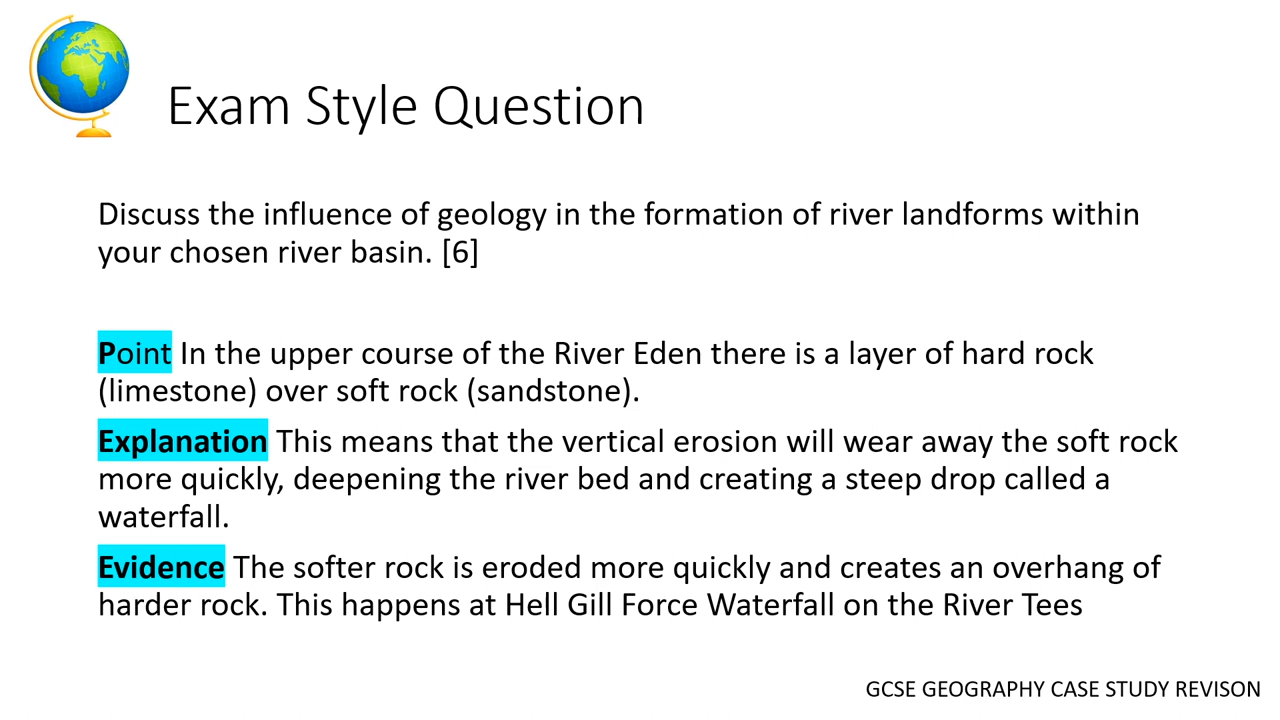 Exam Style Question
Discuss the influence of geology in the formation of river landforms within
your chosen river basin. [6]
Point In the upper course of the River Eden there is a layer of hard rock
(limestone) over soft rock (sandstone).
Explanation This means that the vertical erosion will wear away the soft rock
more quickly, deepening the river bed and creating a steep drop called a
waterfall.
Evidence The softer rock is eroded more quickly and creates an overhang of
harder rock. This happens at Hell Gill Force Waterfall on the River Tees
GCSE GEOGRAPHY CASE STUDY REVISON